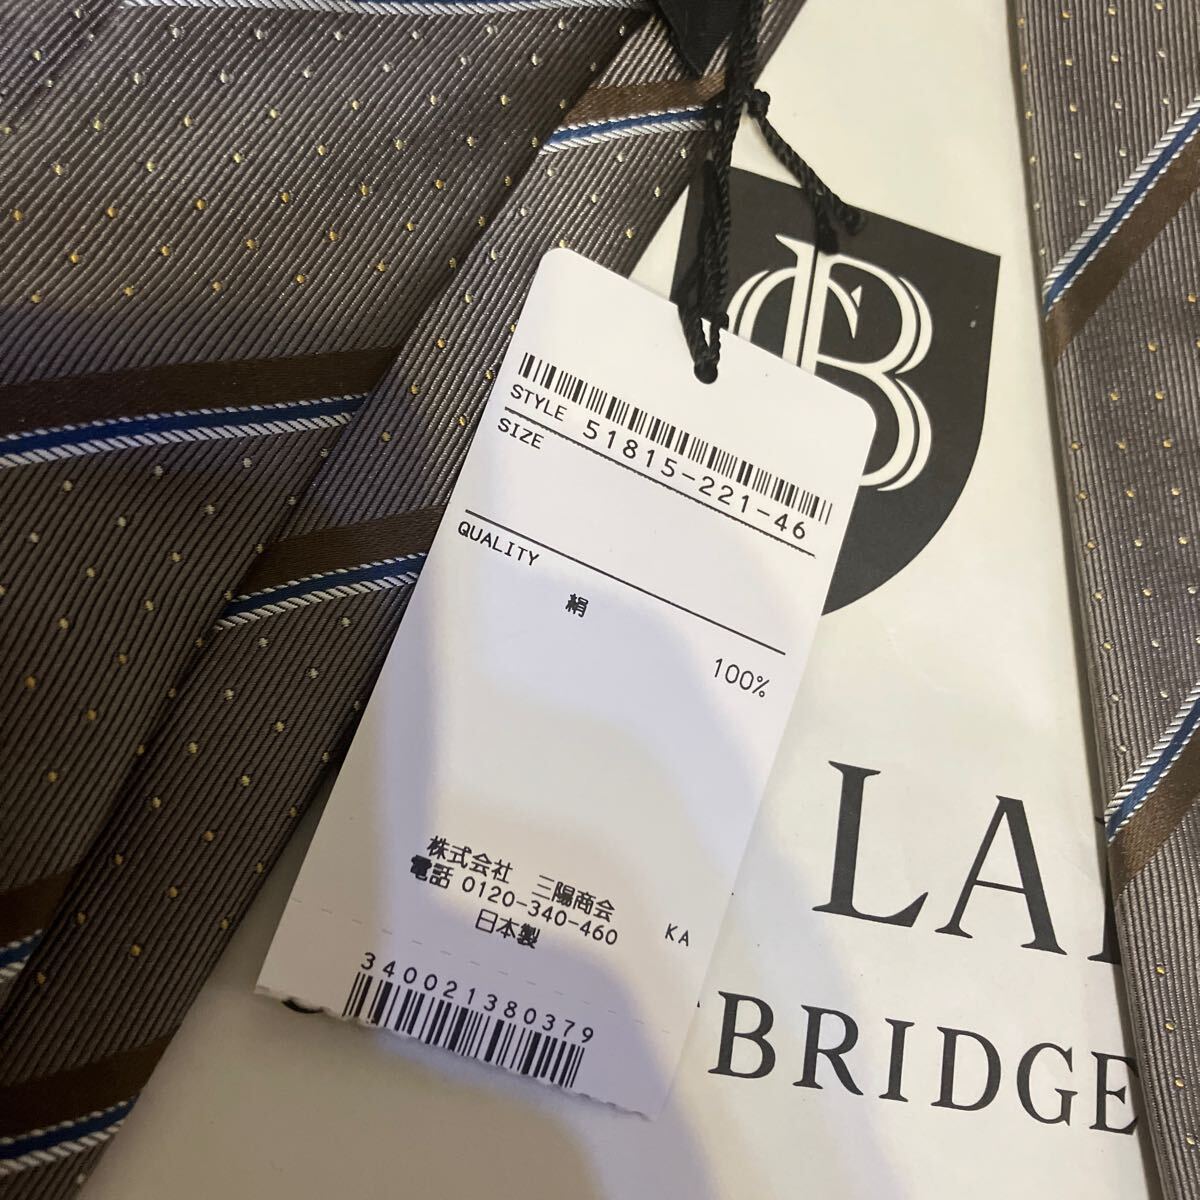 STYLE 51815-221-46
SIZE
QUALITY
絹
100%
株式会社 三陽商会
電話 0120-340-460 KA
日本製
340021380379
CB
LA
BRIDGE